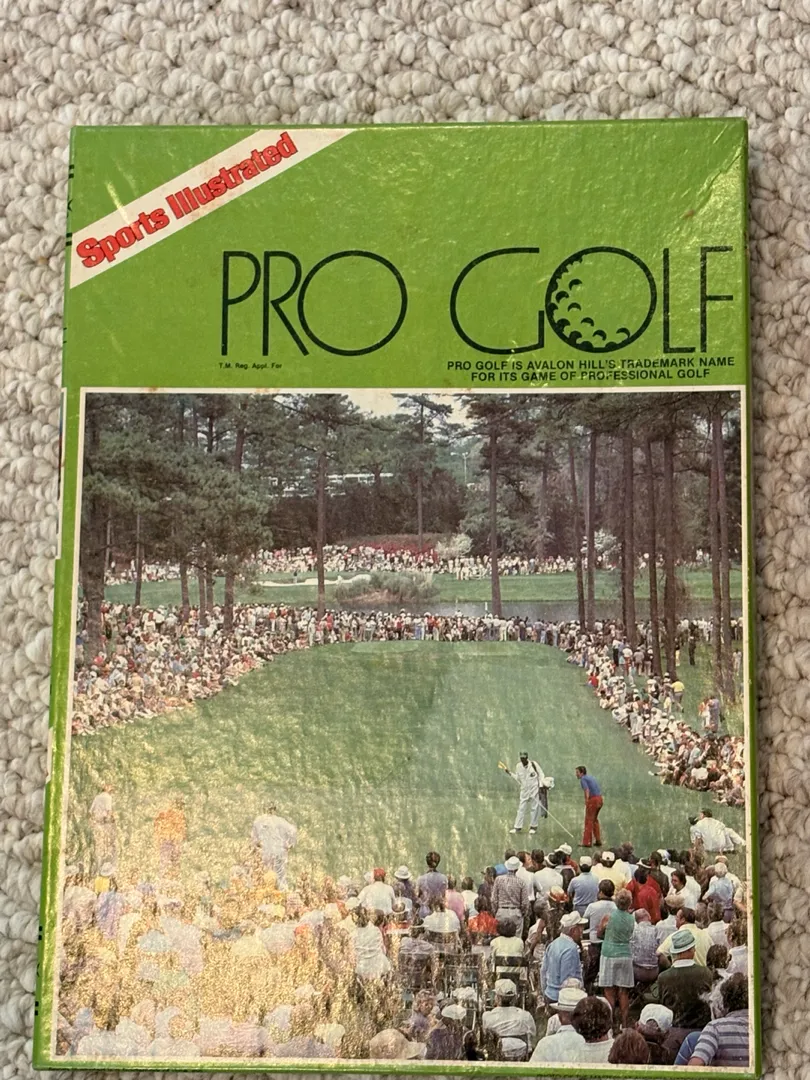 Sports Illustrated
PRO GOLF
T.M. Reg. Appl. For
PRO GOLF IS AVALON HILL'S TRADEMARK NAME
FOR ITS GAME OF PROFESSIONAL GOLF